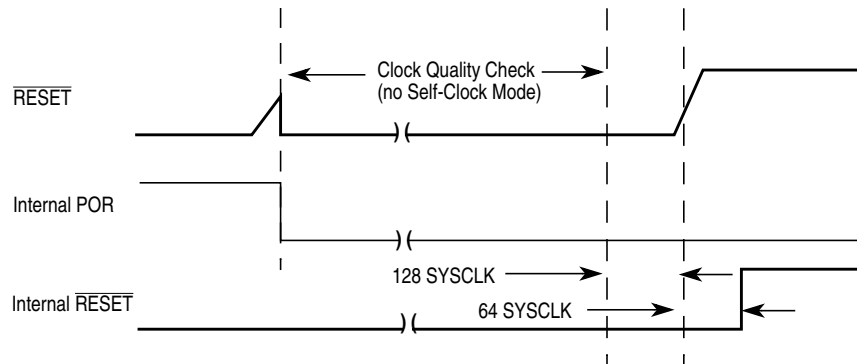 Clock Quality Check
(no Self-Clock Mode)
RESET
Internal POR
128 SYSCLK
Internal RESET
64 SYSCLK